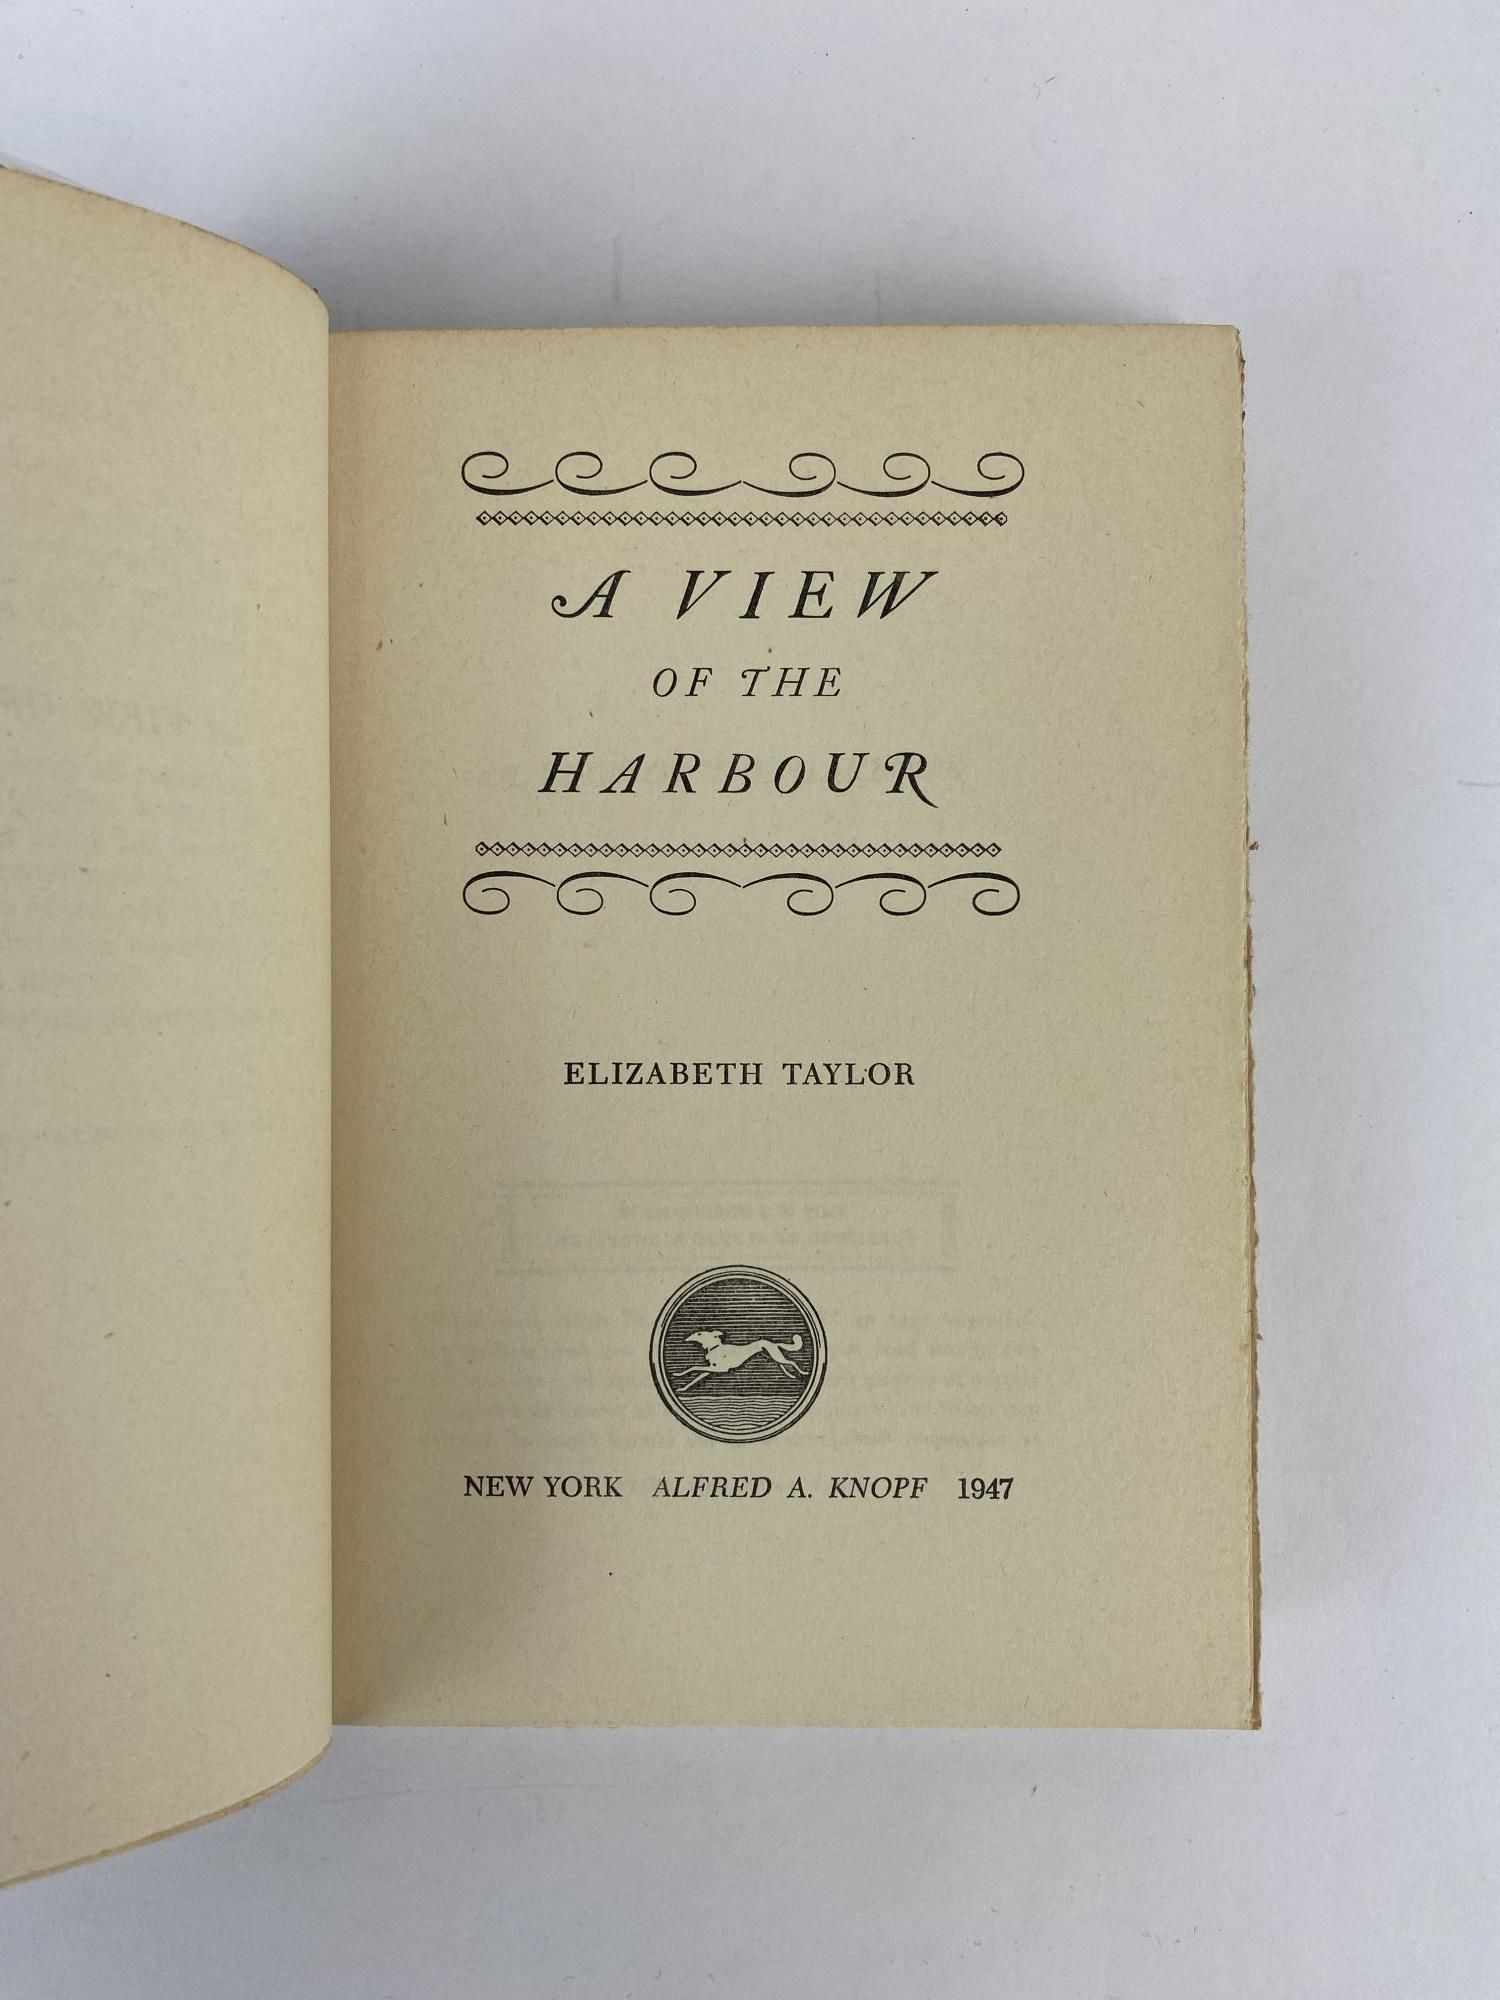 A VIEW
OF THE
HARBOUR
ELIZABETH TAYLOR
NEW YORK ALFRED A. KNOPF 1947